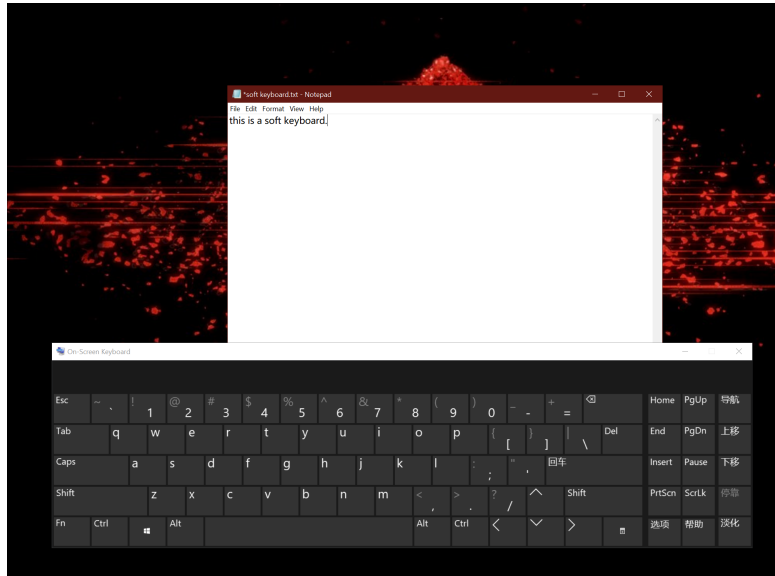 *soft keyboard.txt - Notepad
File Edit Format View Help
this is a soft keyboard.
On-Screen Keyboard
Esc ~ ` ! 1 @ 2 # 3 $ 4 % 5 ^ 6 & 7 * 8 ( 9 ) 0 _ - + = Home PgUp 导航
Tab q w e r t y u i o p { [ } ] | \ Del End PgDn 上移
Caps a s d f g h j k l : ; " ' 回车 Insert Pause 下移
Shift z x c v b n m < , > . ? / Shift PrtScn ScrLk 停靠
Fn Ctrl Alt Alt Ctrl 选项 帮助 淡化